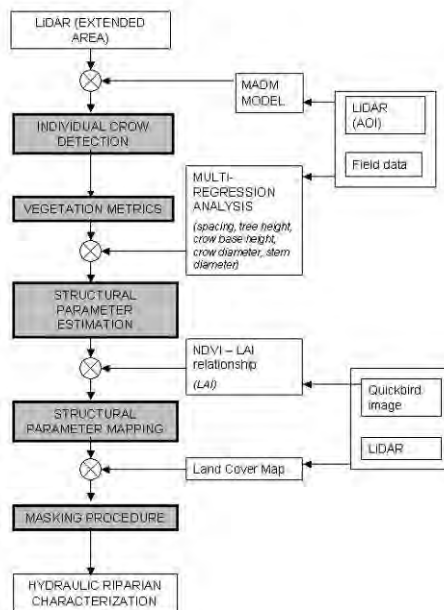 LiDAR (EXTENDED
AREA)
MADM
MODEL
LiDAR
(AOI)
Field data
INDIVIDUAL CROW
DETECTION
MULTI-
REGRESSION
ANALYSIS
(spacing, tree height,
crow base height,
crow diameter, stem
diameter)
VEGETATION METRICS
STRUCTURAL
PARAMETER
ESTIMATION
NDVI – LAI
relationship
(LAI)
Quickbird
image
LiDAR
STRUCTURAL
PARAMETER MAPPING
Land Cover Map
MASKING PROCEDURE
HYDRAULIC RIPARIAN
CHARACTERIZATION